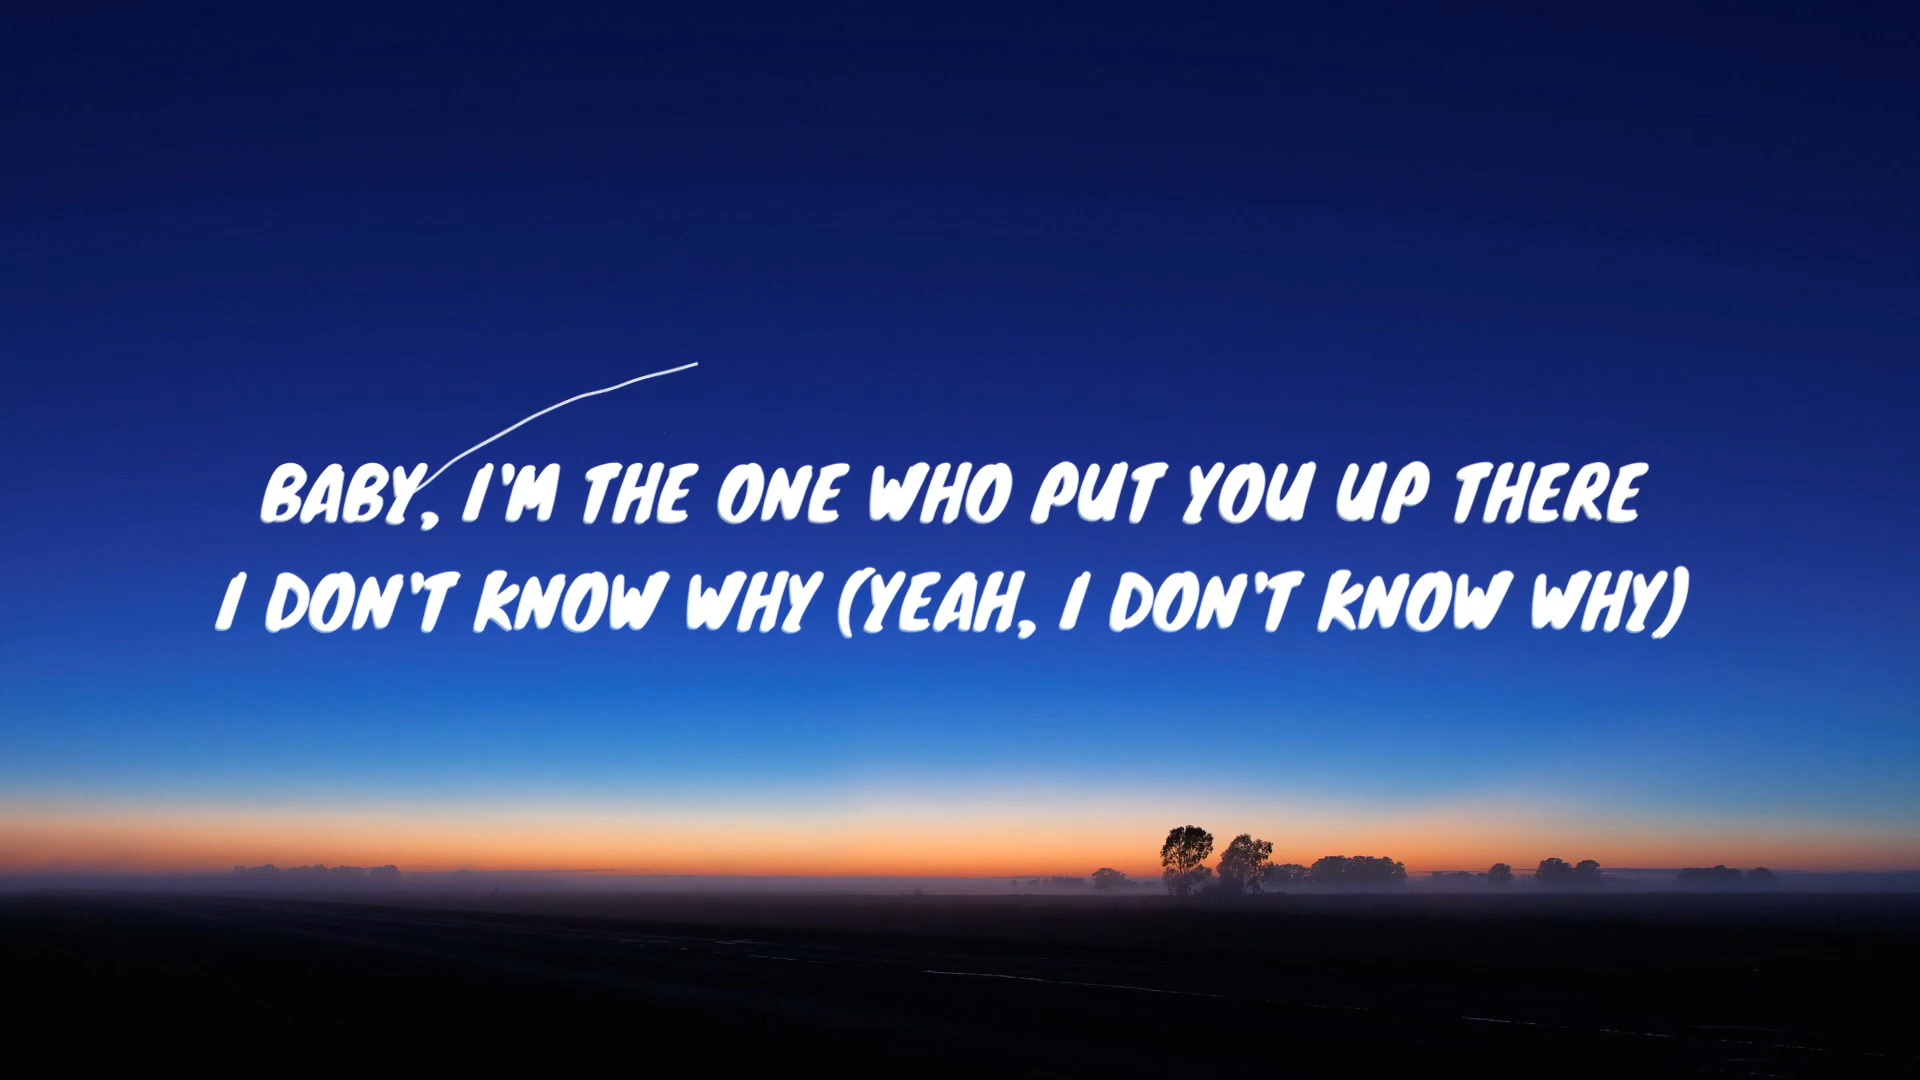 BABY, I'M THE ONE WHO PUT YOU UP THERE
I DON'T KNOW WHY (YEAH, I DON'T KNOW WHY)